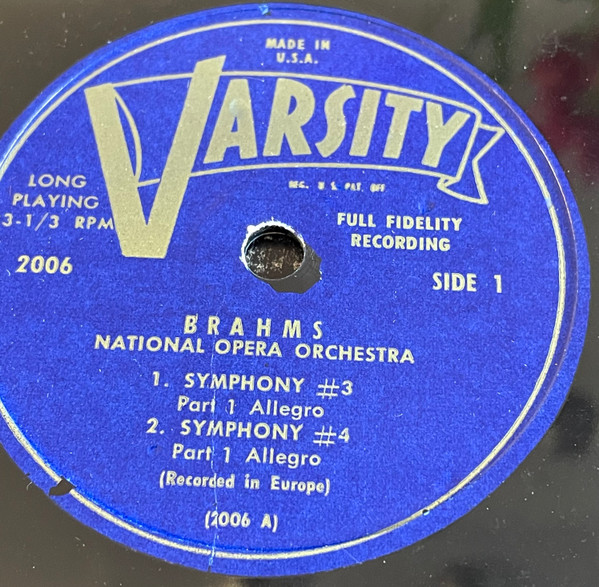 MADE IN
U.S.A.
VARSITY
REG. U S. PAT. OFF
LONG
PLAYING
3-1/3 RPM
FULL FIDELITY
RECORDING
2006
SIDE 1
BRAHMS
NATIONAL OPERA ORCHESTRA
1. SYMPHONY #3
Part 1 Allegro
2. SYMPHONY #4
Part 1 Allegro
(Recorded in Europe)
(2006 A)